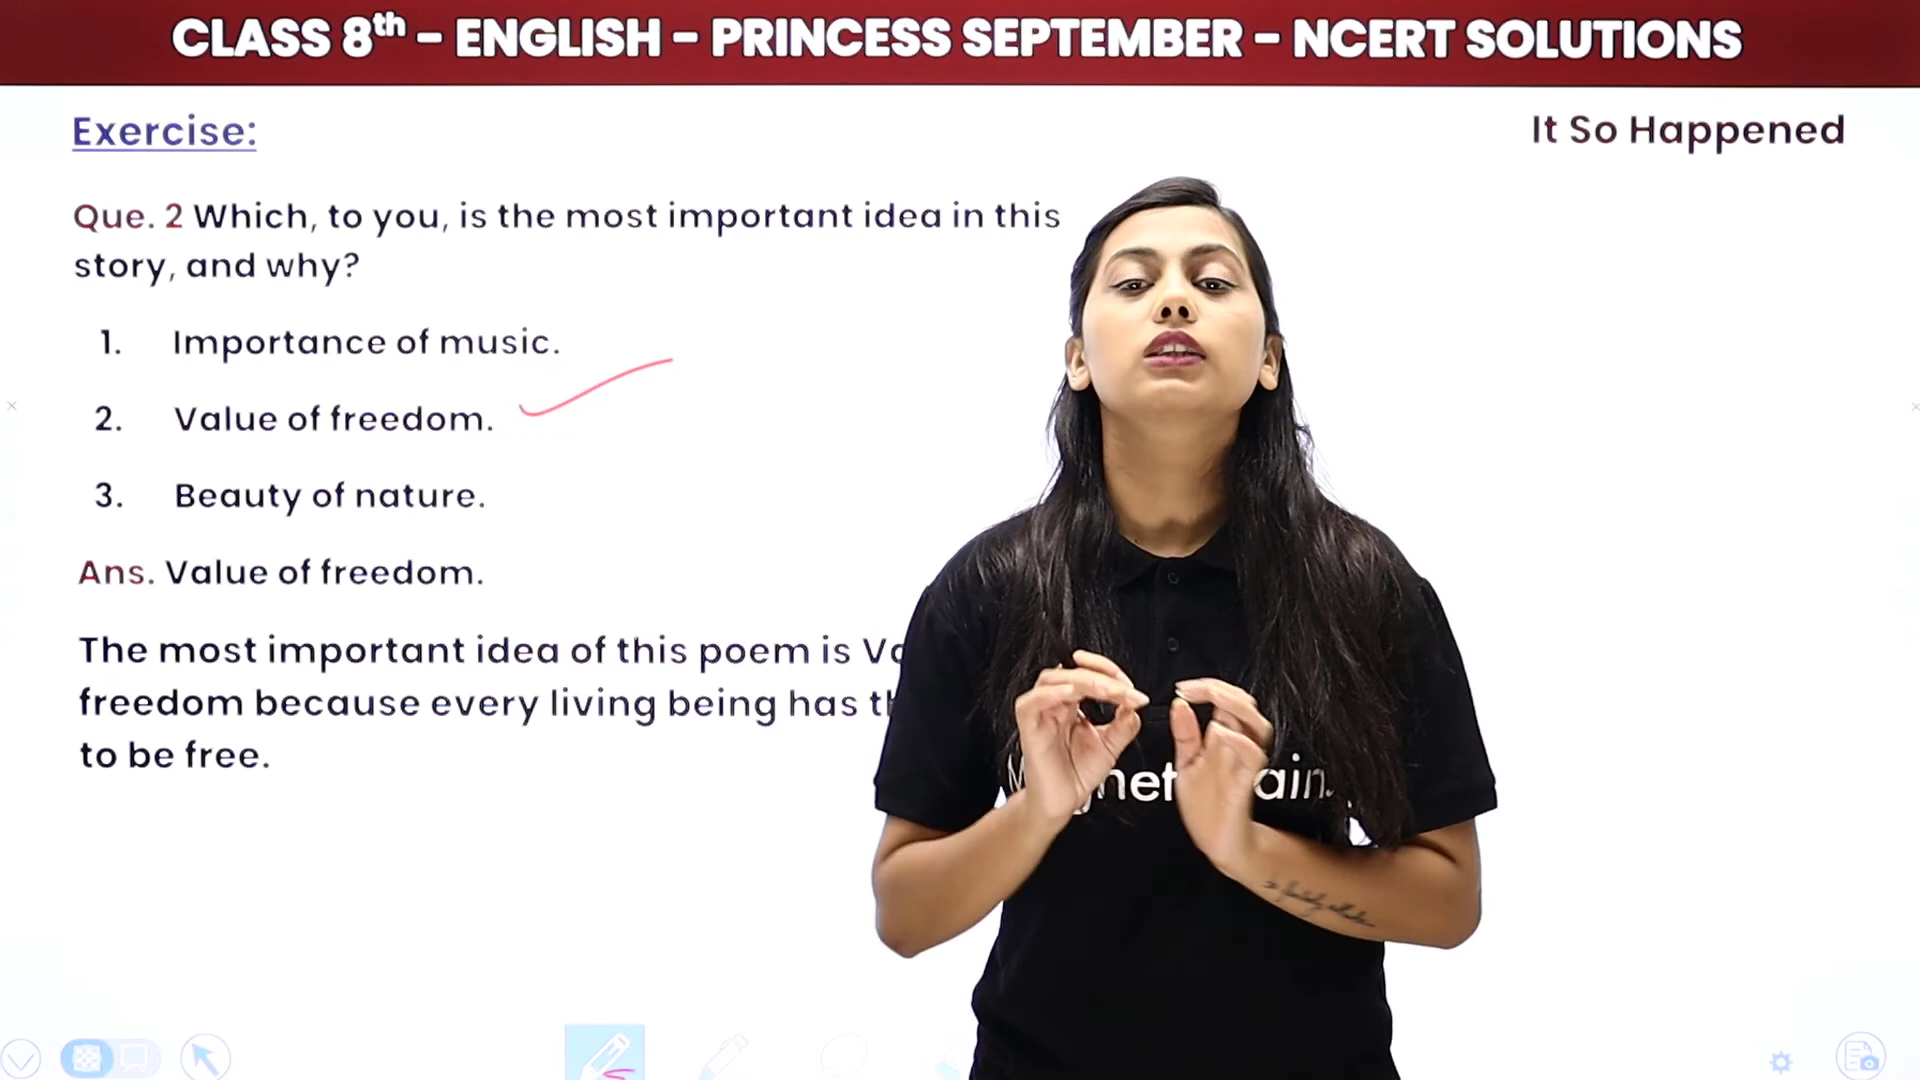 CLASS 8th - ENGLISH - PRINCESS SEPTEMBER - NCERT SOLUTIONS
Exercise:
It So Happened
Que. 2 Which, to you, is the most important idea in this
story, and why?
1. Importance of music.
2. Value of freedom.
3. Beauty of nature.
Ans. Value of freedom.
The most important idea of this poem is
freedom because every living being has
to be free.